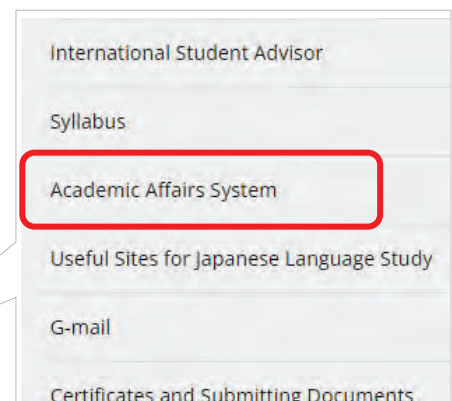 International Student Advisor
Syllabus
Academic Affairs System
Useful Sites for Japanese Language Study
G-mail
Certificates and Submitting Documents